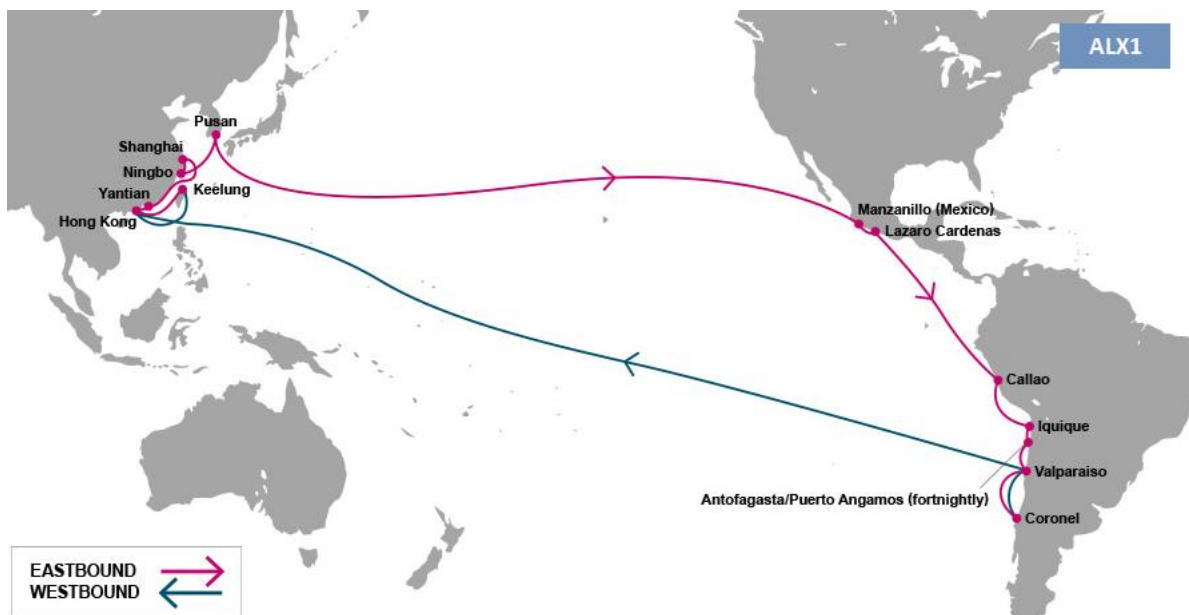 ALX1
Pusan
Shanghai
Ningbo
Keelung
Yantian
Hong Kong
Manzanillo (Mexico)
Lazaro Cardenas
Callao
Iquique
Valparaiso
Antofagasta/Puerto Angamos (fortnightly)
Coronel
EASTBOUND
WESTBOUND